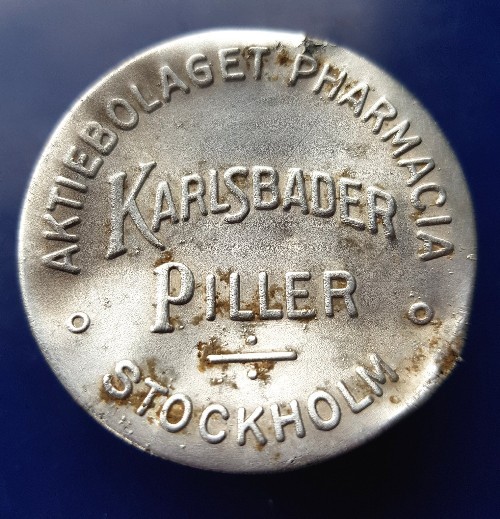 AKTIEBOLAGET PHARMACIA
KARLSBADER
PILLER
STOCKHOLM